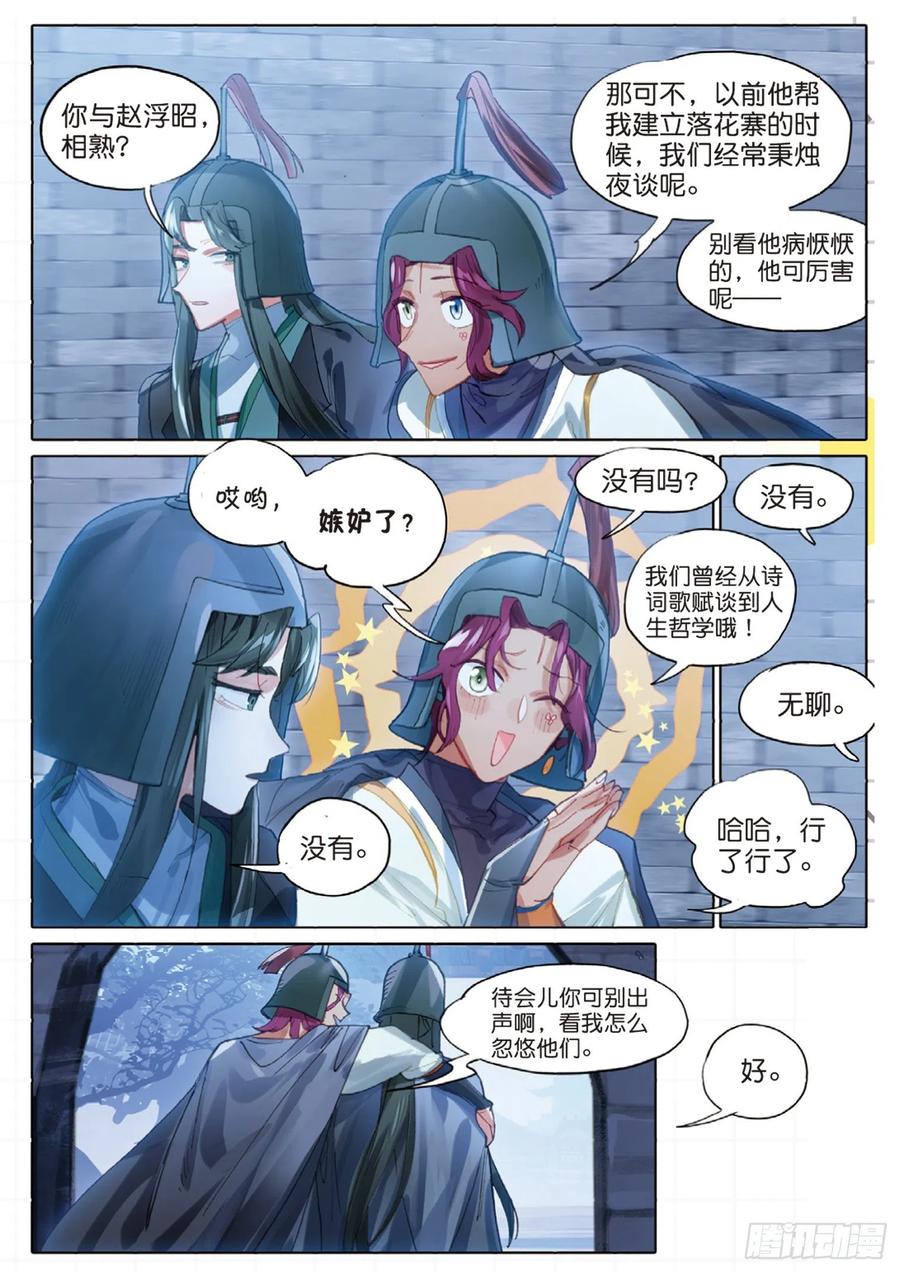 你与赵浮昭，
相熟？
那可不，以前他帮
我建立落花寨的时
候，我们经常秉烛
夜谈呢。
别看他病恹恹
的，他可厉害
呢——
哎哟，
嫉妒了？
没有。
没有吗？
没有。
我们曾经从诗
词歌赋谈到人
生哲学哦！
无聊。
哈哈，行
了行了。
待会儿你可别出
声啊，看我怎么
忽悠他们。
好。
腾讯动漫